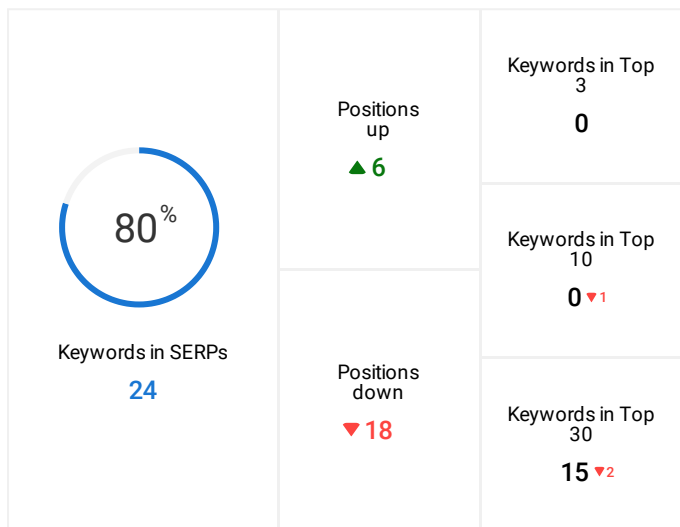 80%
Keywords in SERPs
24
Positions
up
6
Positions
down
18
Keywords in Top
3
0
Keywords in Top
10
0 1
Keywords in Top
30
15 2